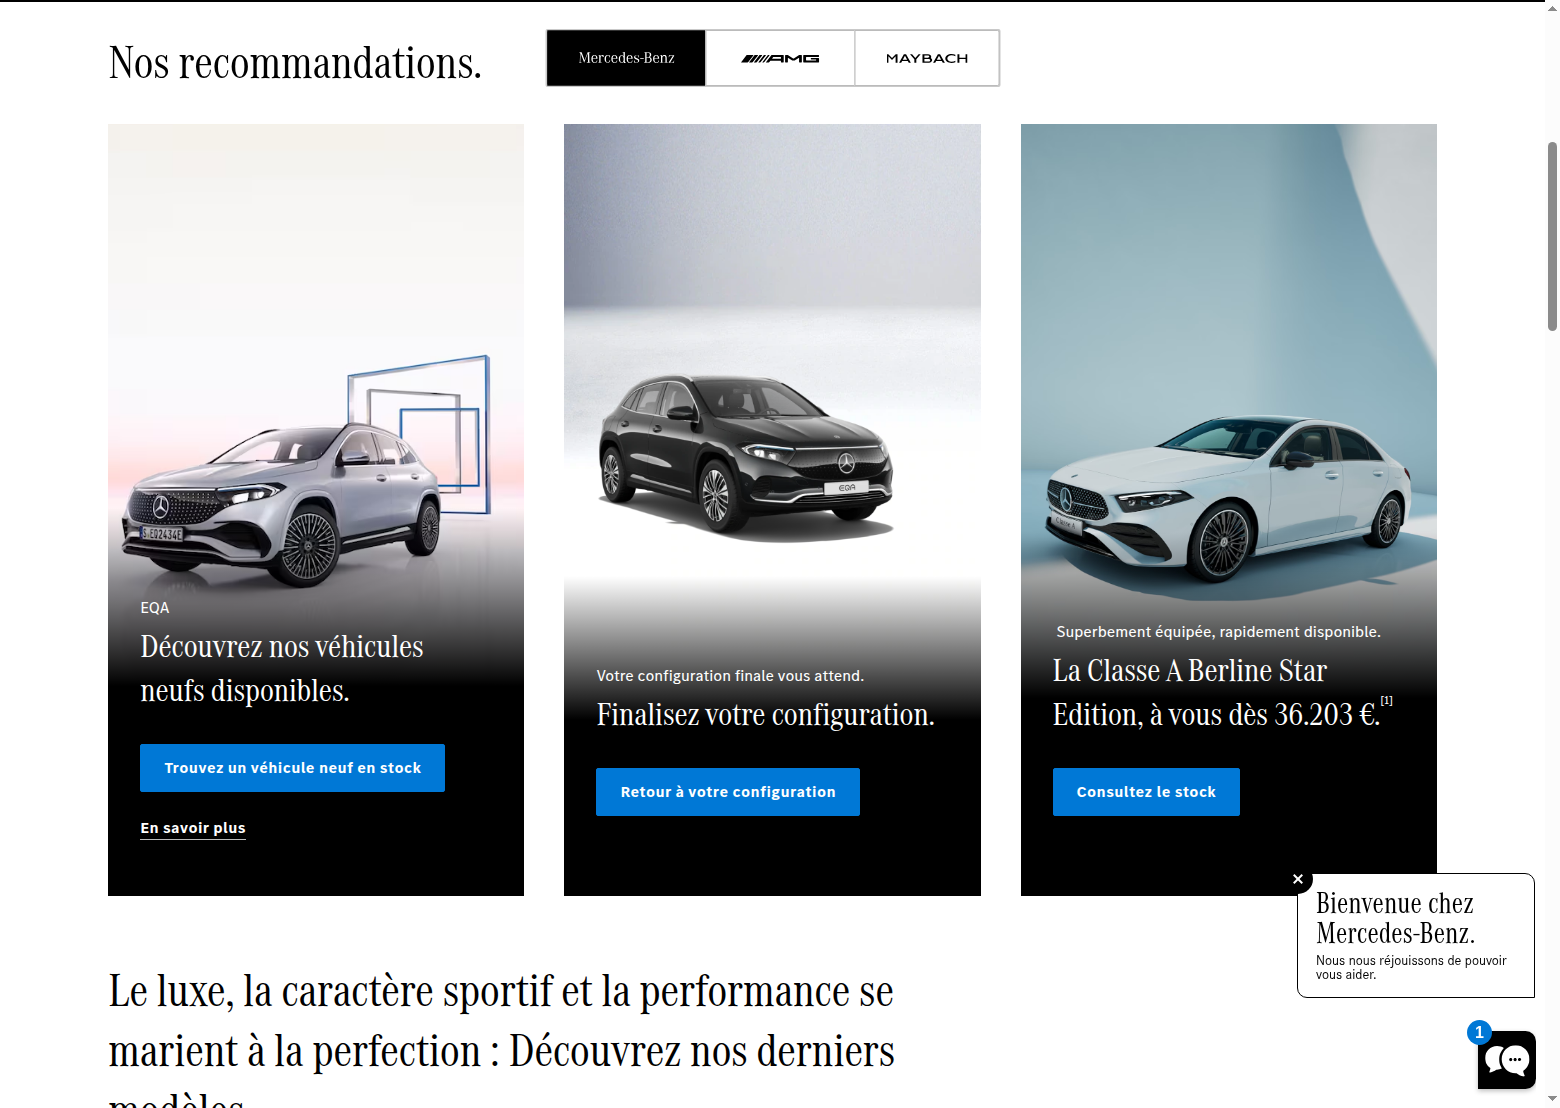 Nos recommandations.
Mercedes-Benz
AMG
MAYBACH
S.EQ2434E
EQA
Découvrez nos véhicules
neufs disponibles.
Trouvez un véhicule neuf en stock
En savoir plus
EQA
Votre configuration finale vous attend.
Finalisez votre configuration.
Retour à votre configuration
Classe A
Superbement équipée, rapidement disponible.
La Classe A Berline Star
Edition, à vous dès 36.203 €.[1]
Consultez le stock
Bienvenue chez
Mercedes-Benz.
Nous nous réjouissons de pouvoir
vous aider.
1
Le luxe, la caractère sportif et la performance se
marient à la perfection : Découvrez nos derniers
modèles